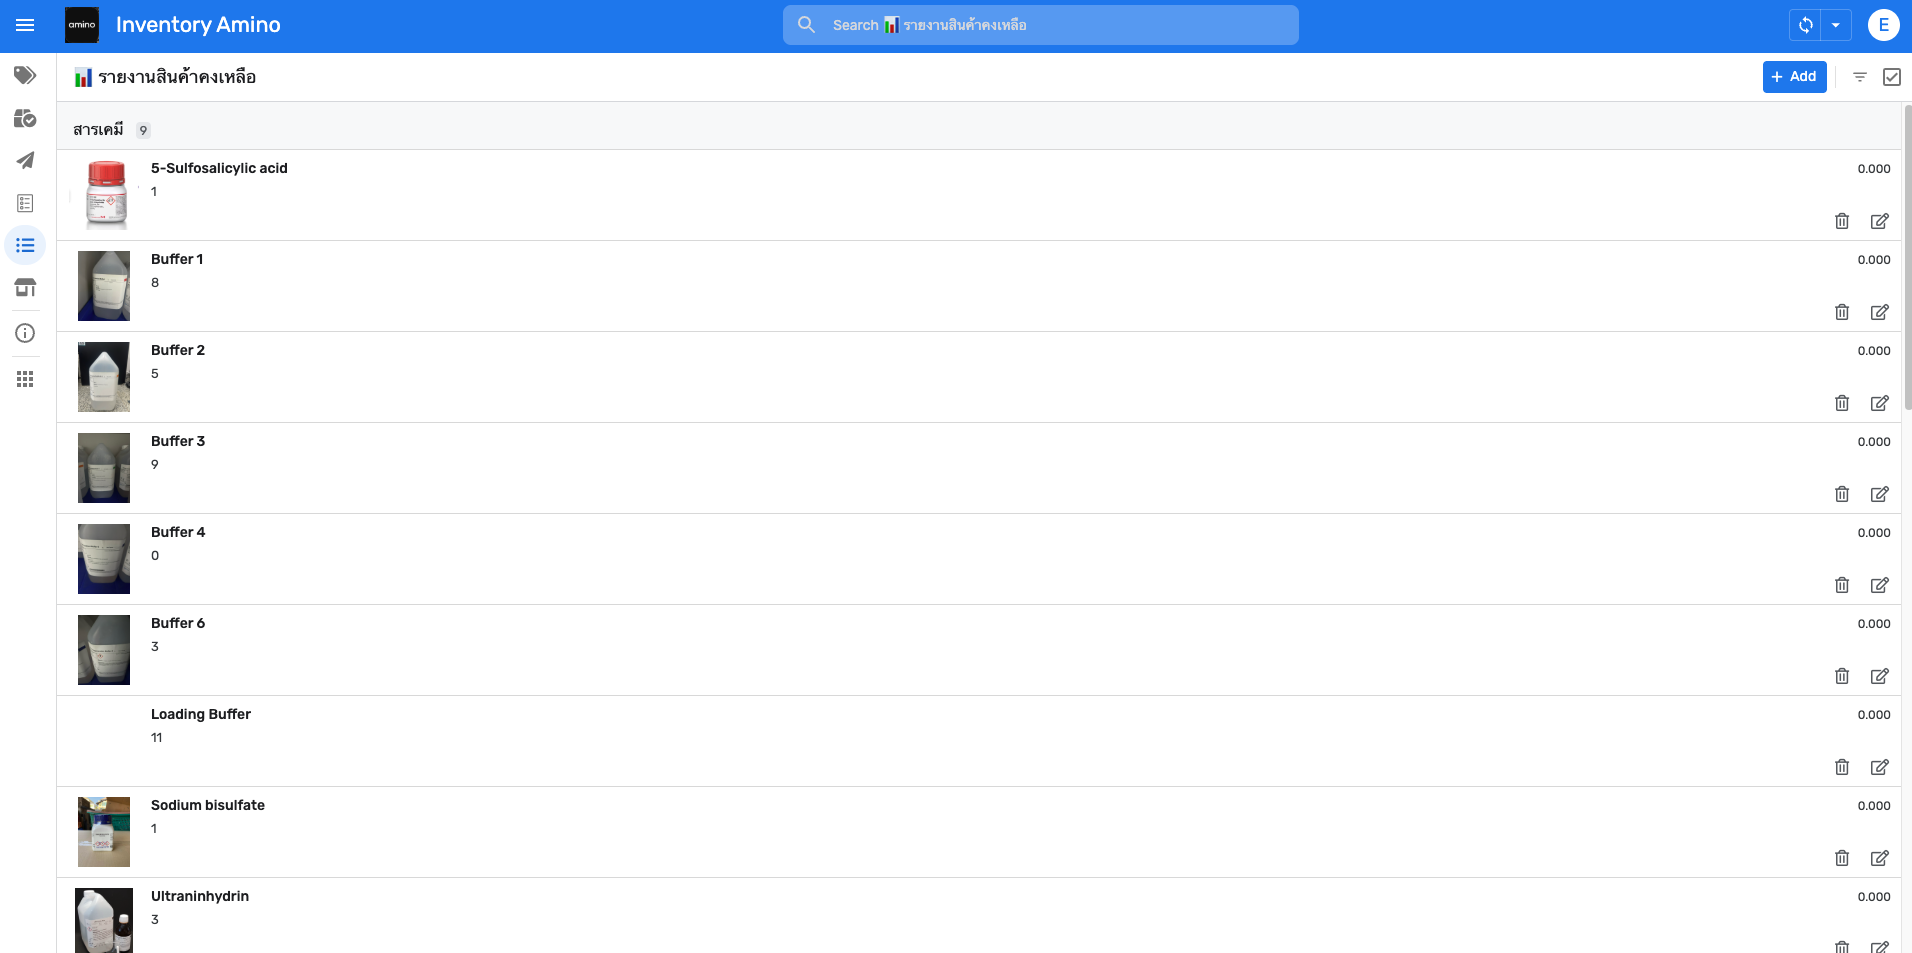 amino
Inventory Amino
Search 📊 รายงานสินค้าคงเหลือ
E
📊 รายงานสินค้าคงเหลือ
+ Add
สารเคมี 9
5-Sulfosalicylic acid
0.000
1
Buffer 1
0.000
8
Buffer 2
0.000
5
Buffer 3
0.000
9
Buffer 4
0.000
0
Buffer 6
0.000
3
Loading Buffer
0.000
11
Sodium bisulfate
0.000
1
Ultraninhydrin
0.000
3